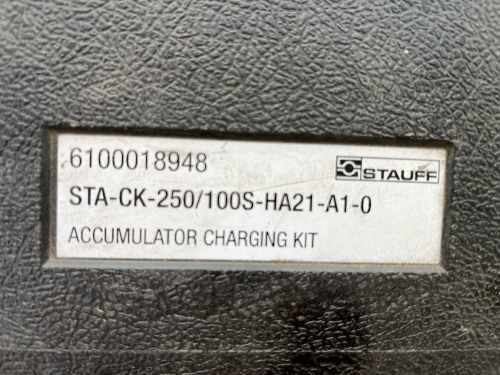 6100018948
STAUFF
STA-CK-250/100S-HA21-A1-0
ACCUMULATOR CHARGING KIT